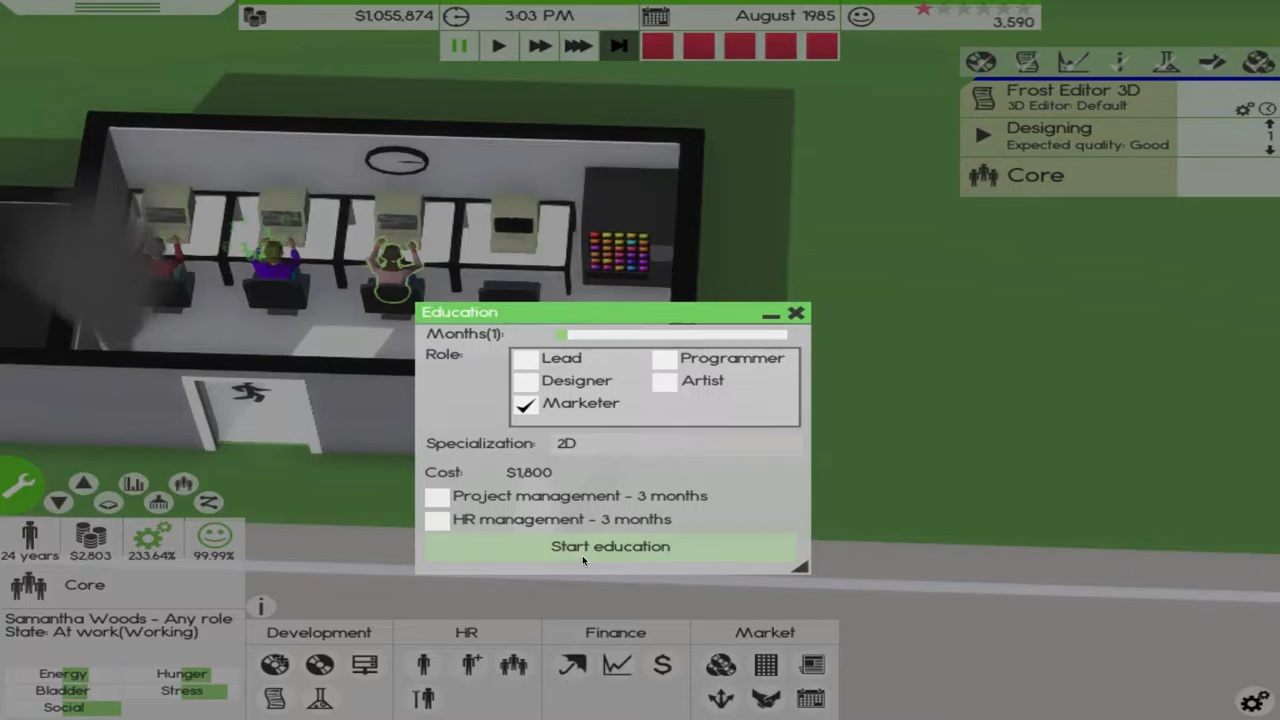 $1,055,874
3:03 PM
August 1985
3,590
Frost Editor 3D
3D Editor: Default
Designing
Expected quality: Good
1
Core
Education
Months(1):
Role:
Lead
Programmer
Designer
Artist
Marketer
Specialization: 2D
Cost: $1,800
Project management - 3 months
HR management - 3 months
Start education
24 years
$2,803
233.64%
99.99%
Core
Samantha Woods - Any role
State: At work(Working)
Energy
Hunger
Bladder
Stress
Social
i
Development
HR
Finance
Market